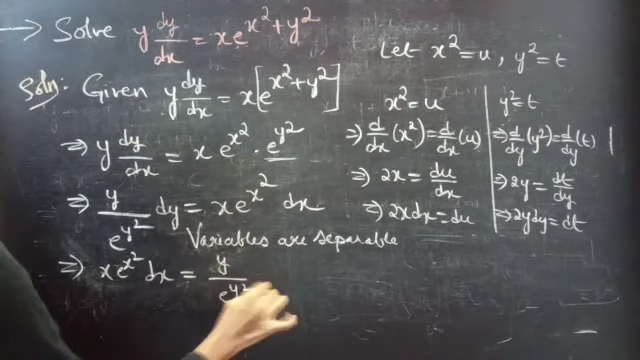 → Solve y dy/dx = x e^(x²+y²)
Soln: Given y dy/dx = x[e^(x²+y²)]
⇒ y dy/dx = x e^(x²) · e^(y²)
⇒ y/e^(y²) dy = x e^(x²) dx
Variables are separable
⇒ x e^(x²) dx = y/e^(y²)
Let x² = u, y² = t
x² = u
⇒ d/dx (x²) = d/dx (u)
⇒ 2x = du/dx
⇒ 2x dx = du
y² = t
⇒ d/dy (y²) = d/dy (t)
⇒ 2y = dt/dy
⇒ 2y dy = dt